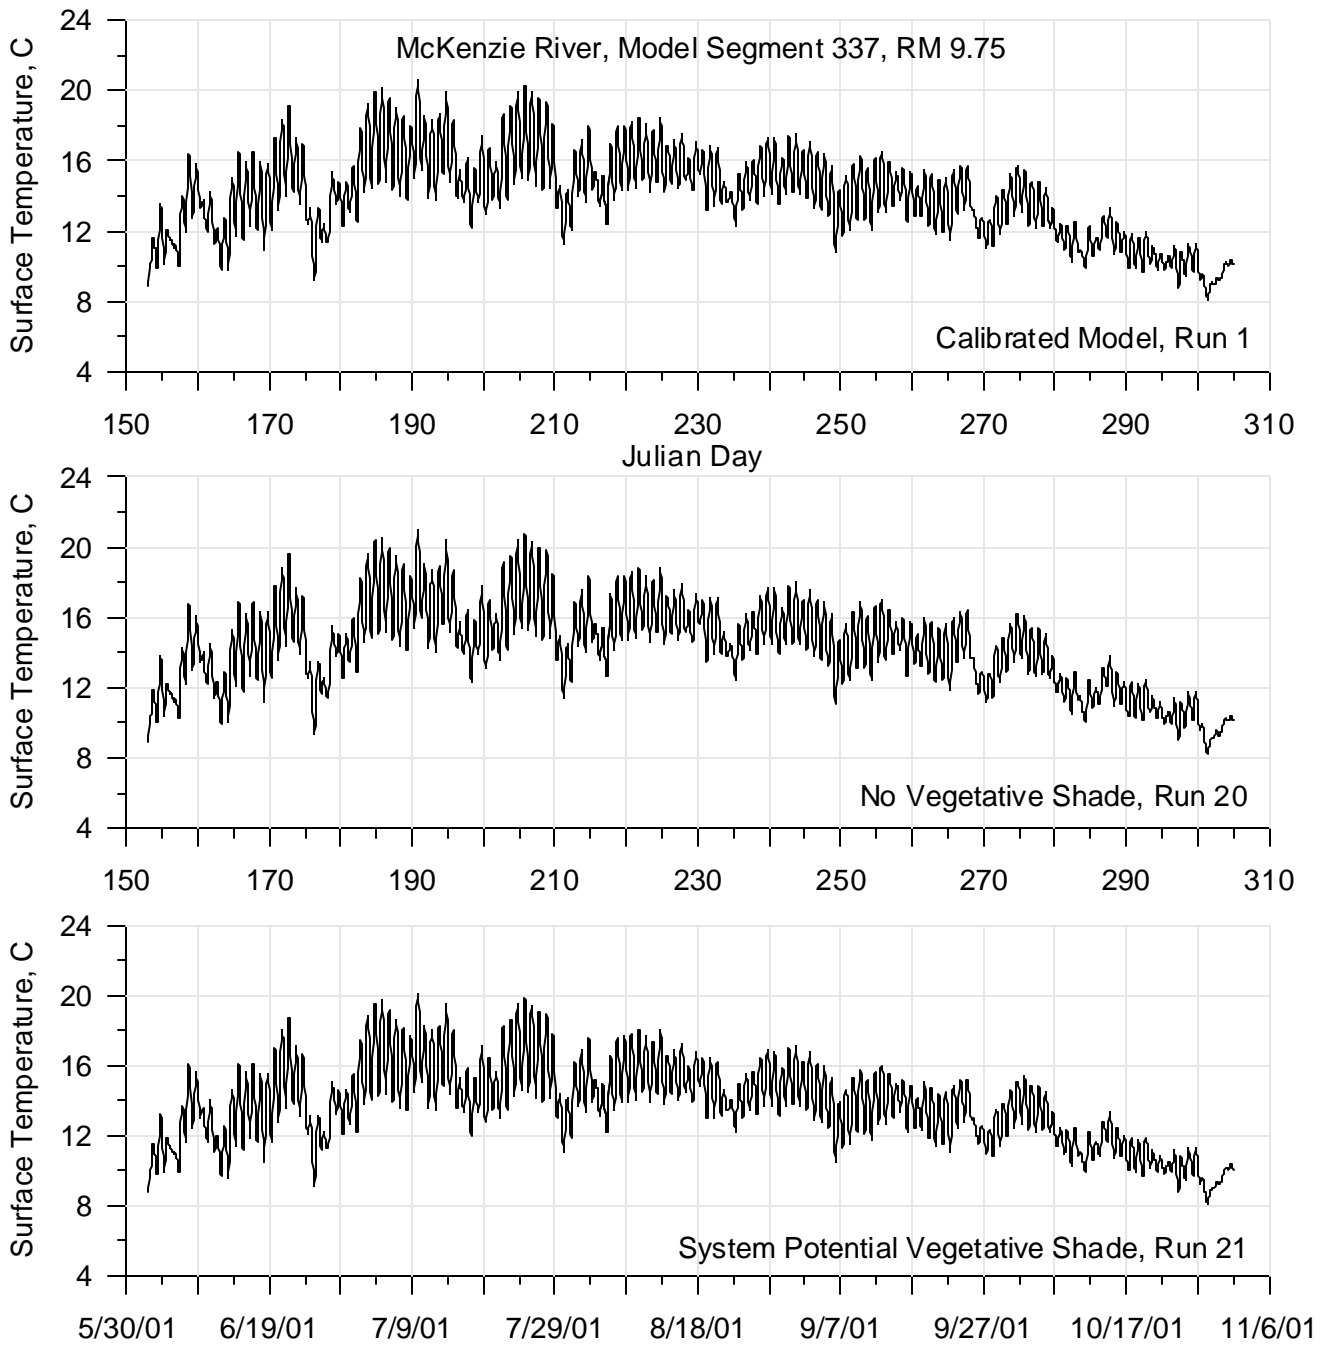 McKenzie River, Model Segment 337, RM 9.75
Surface Temperature, C
24
20
16
12
8
4
Calibrated Model, Run 1
150 170 190 210 230 250 270 290 310
Julian Day
Surface Temperature, C
24
20
16
12
8
4
No Vegetative Shade, Run 20
150 170 190 210 230 250 270 290 310
Surface Temperature, C
24
20
16
12
8
4
System Potential Vegetative Shade, Run 21
5/30/01 6/19/01 7/9/01 7/29/01 8/18/01 9/7/01 9/27/01 10/17/01 11/6/01